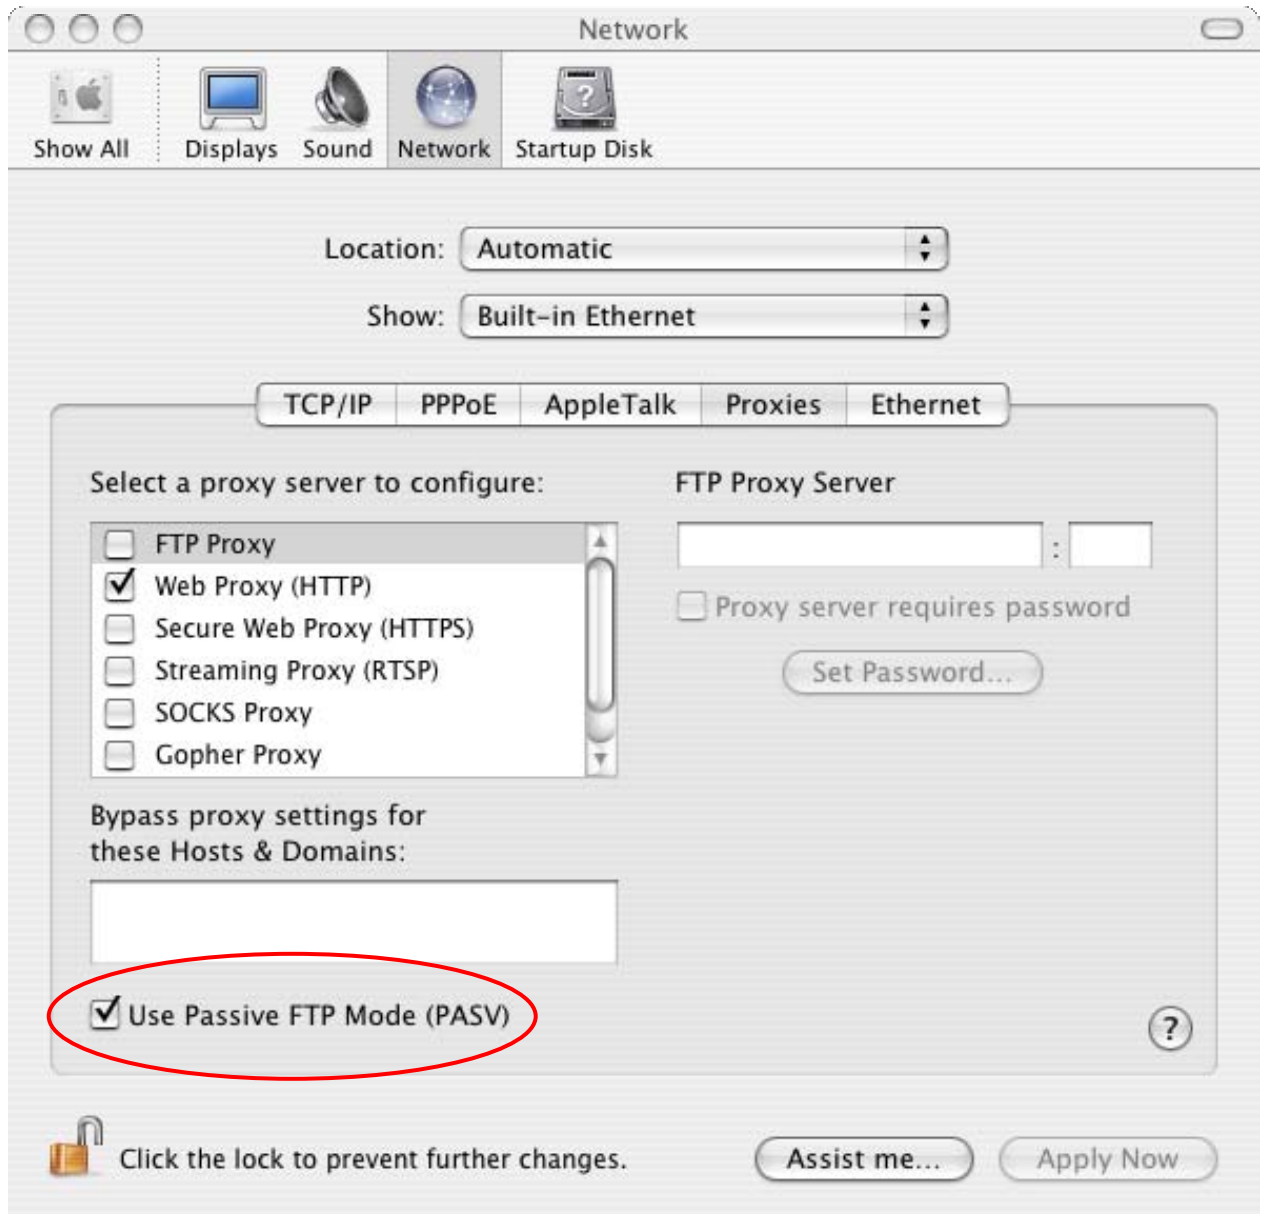 Network
Show All
Displays
Sound
Network
Startup Disk
Location: Automatic
Show: Built-in Ethernet
TCP/IP PPPoE AppleTalk Proxies Ethernet
Select a proxy server to configure:
FTP Proxy
Web Proxy (HTTP)
Secure Web Proxy (HTTPS)
Streaming Proxy (RTSP)
SOCKS Proxy
Gopher Proxy
FTP Proxy Server
:
Proxy server requires password
Set Password...
Bypass proxy settings for
these Hosts & Domains:
Use Passive FTP Mode (PASV)
?
Click the lock to prevent further changes.
Assist me...
Apply Now